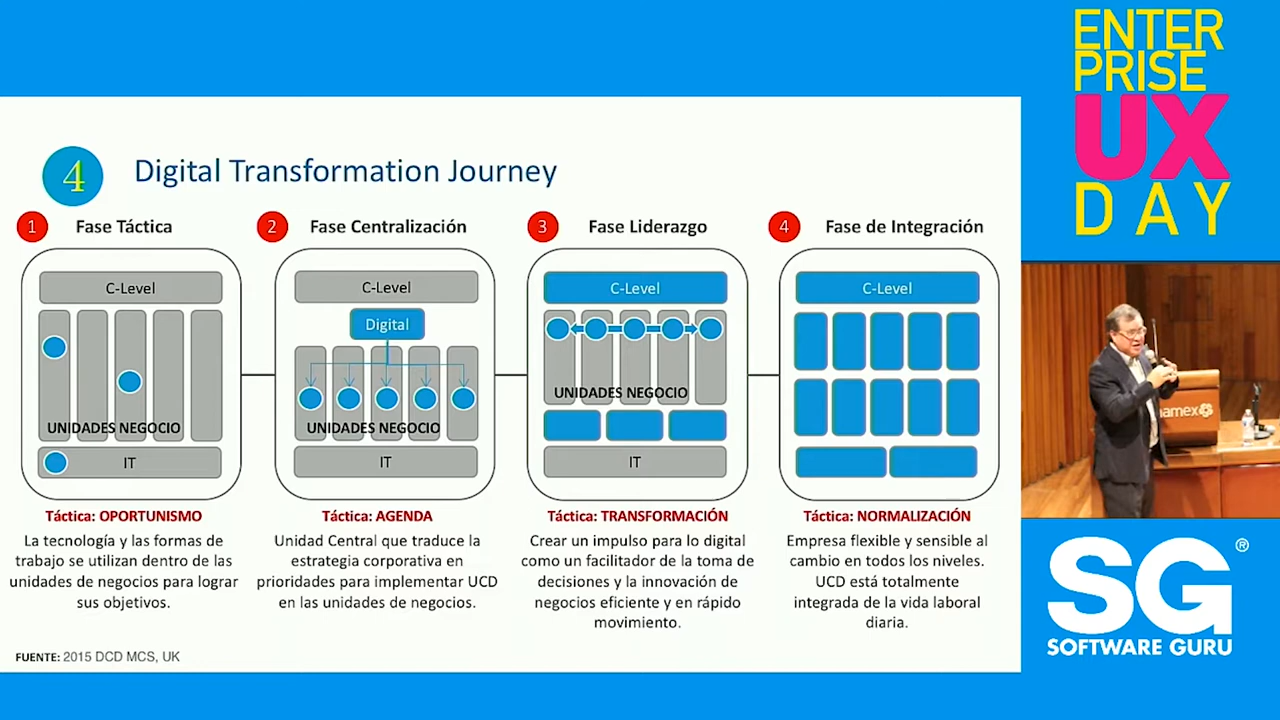 ENTER
PRISE
UX
DAY
4
Digital Transformation Journey
1
Fase Táctica
C-Level
UNIDADES NEGOCIO
IT
Táctica: OPORTUNISMO
La tecnología y las formas de
trabajo se utilizan dentro de las
unidades de negocios para lograr
sus objetivos.
2
Fase Centralización
C-Level
Digital
UNIDADES NEGOCIO
IT
Táctica: AGENDA
Unidad Central que traduce la
estrategia corporativa en
prioridades para implementar UCD
en las unidades de negocios.
3
Fase Liderazgo
C-Level
UNIDADES NEGOCIO
IT
Táctica: TRANSFORMACIÓN
Crear un impulso para lo digital
como un facilitador de la toma de
decisiones y la innovación de
negocios eficiente y en rápido
movimiento.
4
Fase de Integración
C-Level
Táctica: NORMALIZACIÓN
Empresa flexible y sensible al
cambio en todos los niveles.
UCD está totalmente
integrada de la vida laboral
diaria.
FUENTE: 2015 DCD MCS, UK
SG®
SOFTWARE GURU